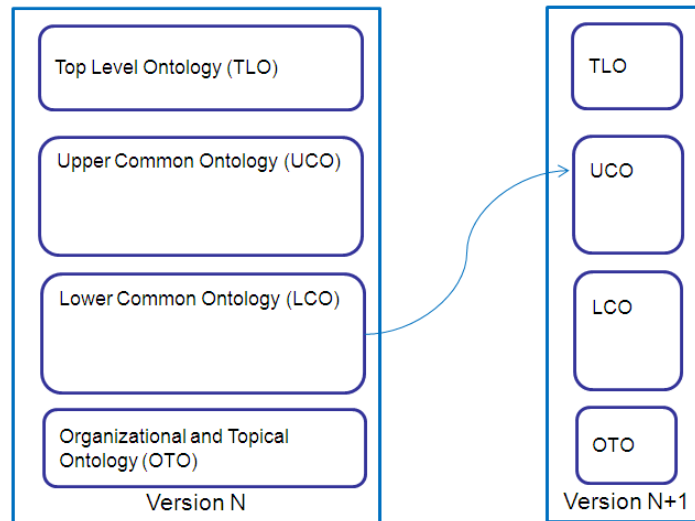 Top Level Ontology (TLO)
Upper Common Ontology (UCO)
Lower Common Ontology (LCO)
Organizational and Topical
Ontology (OTO)
Version N
TLO
UCO
LCO
OTO
Version N+1